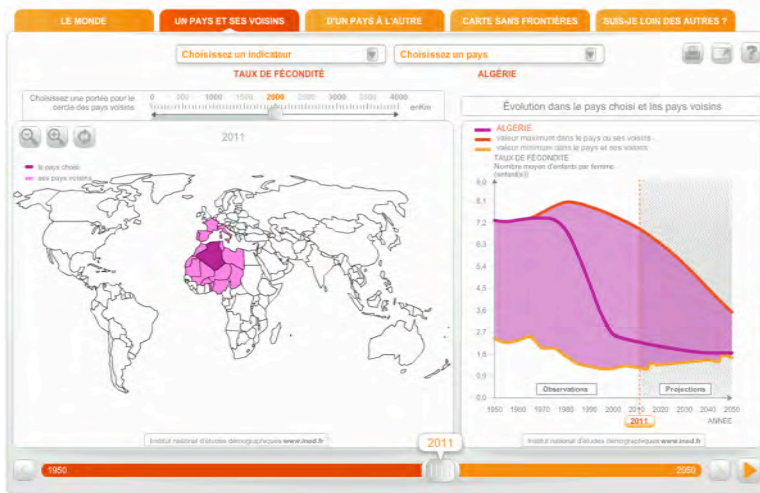 LE MONDE
UN PAYS ET SES VOISINS
D'UN PAYS À L'AUTRE
CARTE SANS FRONTIÈRES
SUIS-JE LOIN DES AUTRES ?
Choisissez un indicateur
Choisissez un pays
TAUX DE FÉCONDITÉ
ALGÉRIE
Choisissez une portée pour le
cercle des pays voisins
0 500 1000 1500 2000 2500 3000 3500 4000
enKm
Évolution dans le pays choisi et les pays voisins
2011
le pays choisi
ses pays voisins
ALGÉRIE
valeur maximum dans le pays ou ses voisins
valeur minimum dans le pays et ses voisins
TAUX DE FÉCONDITÉ
Nombre moyen d'enfants par femme
(enfant(s))
9,0
8,1
7,2
6,3
5,4
4,5
3,6
2,7
1,8
0,9
0,0
Observations
Projections
1950 1960 1970 1980 1990 2000 2010 2020 2030 2040 2050
2011
ANNÉE
Institut national d'études démographiques www.ined.fr
Institut national d'études démographiques www.ined.fr
2011
1950
2050